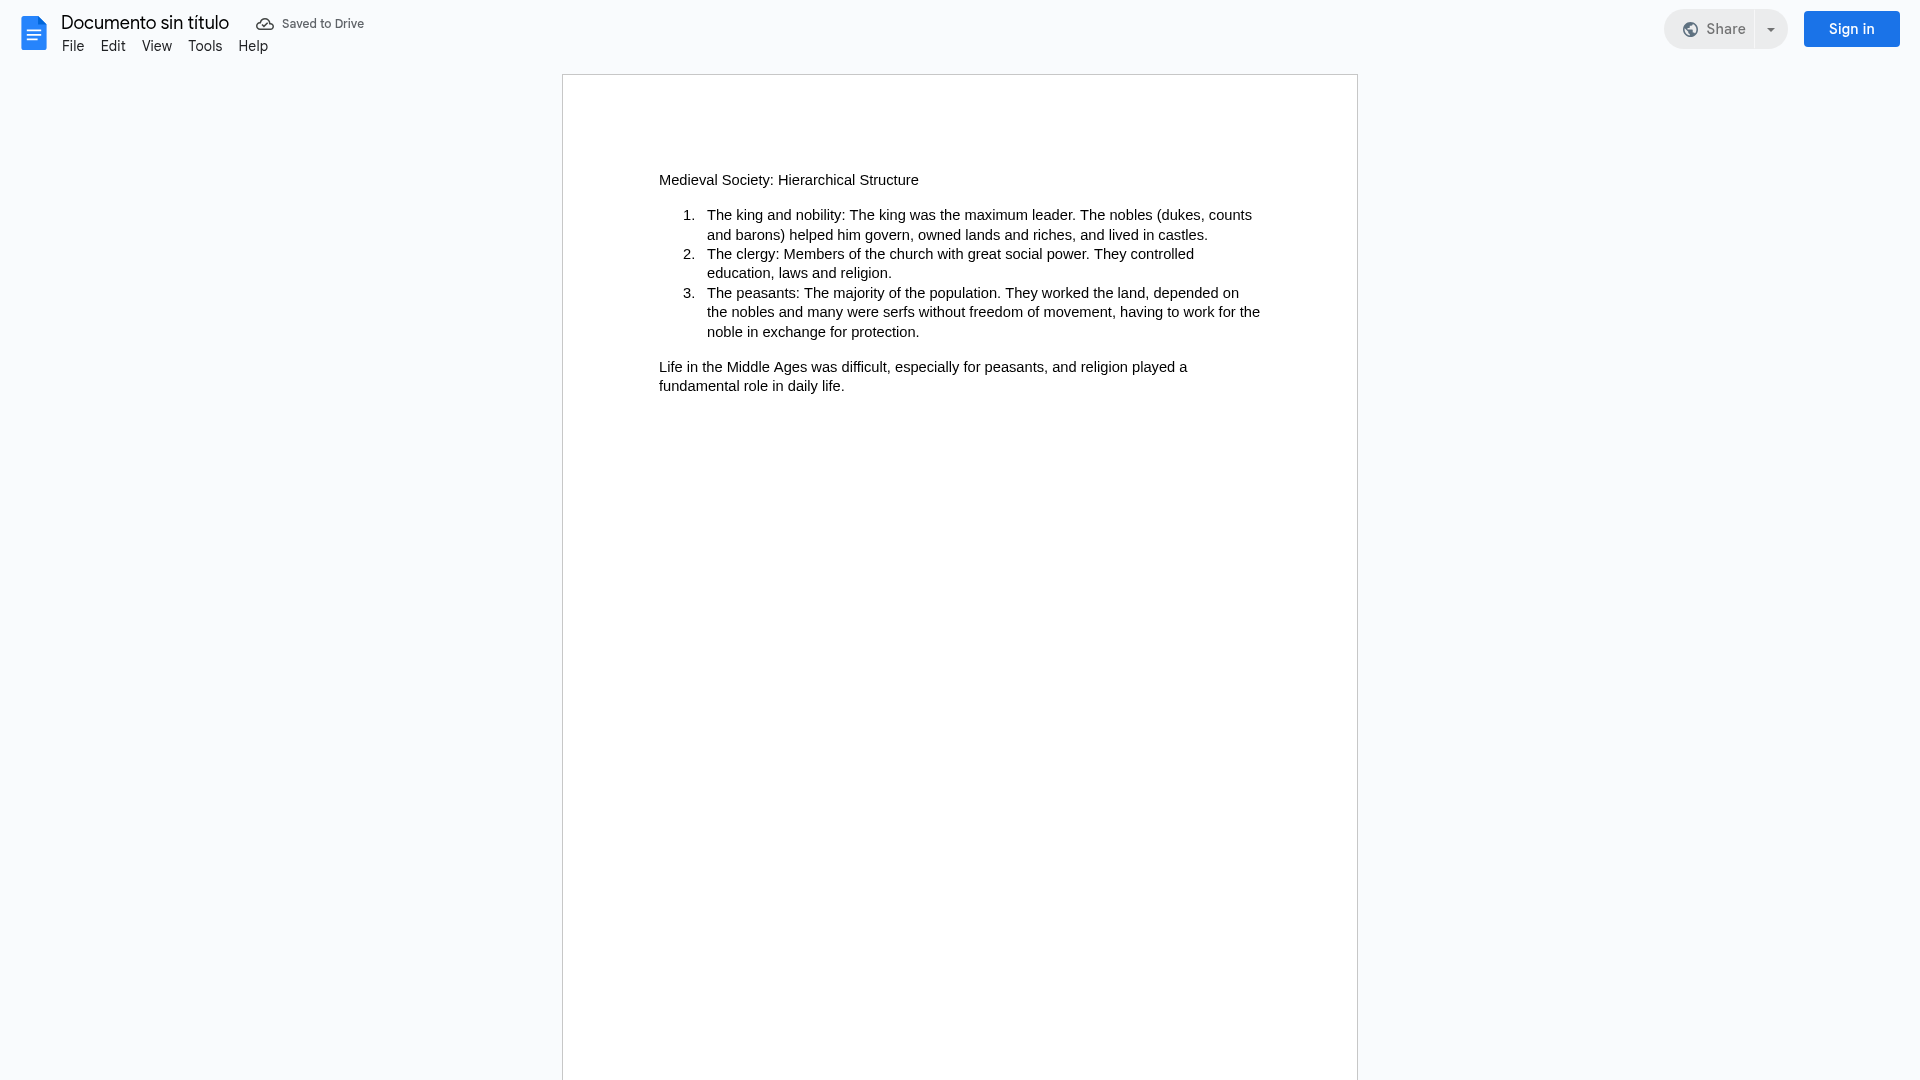 Documento sin título
Saved to Drive
File Edit View Tools Help
Share
Sign in
Medieval Society: Hierarchical Structure
1. The king and nobility: The king was the maximum leader. The nobles (dukes, counts
and barons) helped him govern, owned lands and riches, and lived in castles.
2. The clergy: Members of the church with great social power. They controlled
education, laws and religion.
3. The peasants: The majority of the population. They worked the land, depended on
the nobles and many were serfs without freedom of movement, having to work for the
noble in exchange for protection.
Life in the Middle Ages was difficult, especially for peasants, and religion played a
fundamental role in daily life.